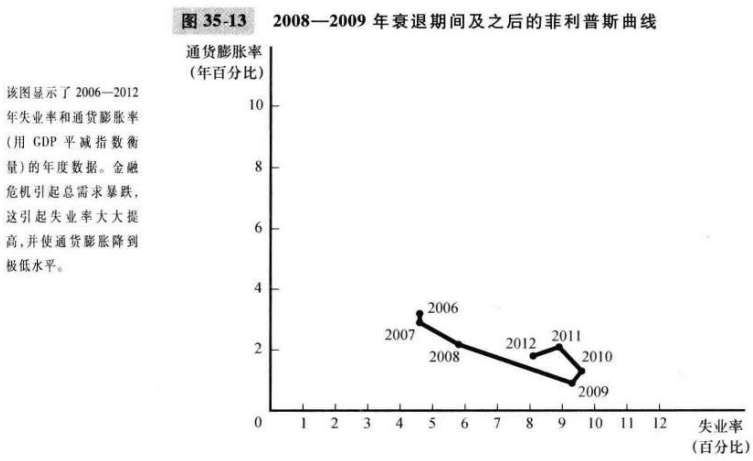 图 35-13 2008—2009 年衰退期间及之后的菲利普斯曲线
该图显示了 2006—2012
年失业率和通货膨胀率
(用 GDP 平减指数衡
量)的年度数据。金融
危机引起总需求暴跌,
这引起失业率大大提
高,并使通货膨胀降到
极低水平。
通货膨胀率
(年百分比)
10
8
6
4
2
0
2006
2007
2008
2012
2011
2010
2009
1 2 3 4 5 6 7 8 9 10 11 12
失业率
(百分比)